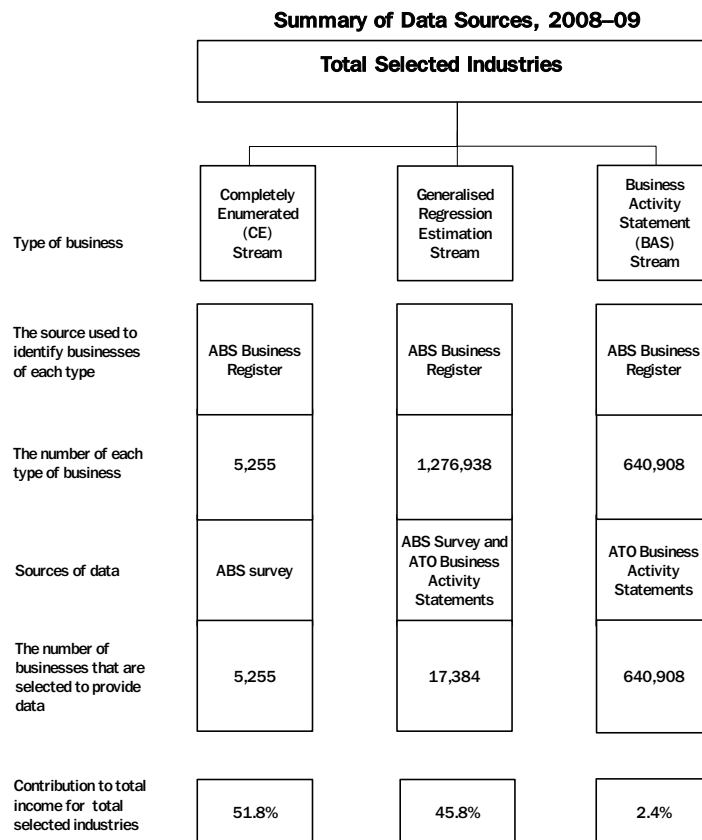 Summary of Data Sources, 2008–09
Total Selected Industries
Type of business
Completely
Enumerated
(CE)
Stream
Generalised
Regression
Estimation
Stream
Business
Activity
Statement
(BAS)
Stream
The source used to
identify businesses
of each type
ABS Business
Register
ABS Business
Register
ABS Business
Register
The number of each
type of business
5,255
1,276,938
640,908
Sources of data
ABS survey
ABS Survey and
ATO Business
Activity
Statements
ATO Business
Activity
Statements
The number of
businesses that are
selected to provide
data
5,255
17,384
640,908
Contribution to total
income for total
selected industries
51.8%
45.8%
2.4%